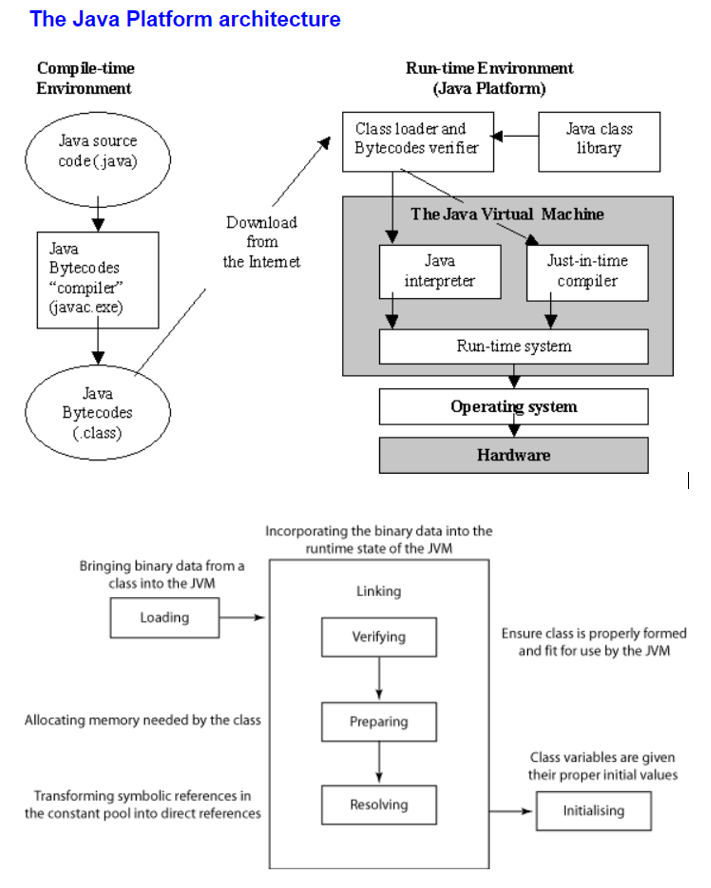 The Java Platform architecture
Compile-time
Environment
Java source
code(.java)
Java
Bytecodes
“compiler”
(javac.exe)
Java
Bytecodes
(.class)
Download
from
the Internet
Run-time Environment
(Java Platform)
Class loader and
Bytecodes verifier
Java class
library
The Java Virtual Machine
Java
interpreter
Just-in-time
compiler
Run-time system
Operating system
Hardware
Incorporating the binary data into the
runtime state of the JVM
Bringing binary data from a
class into the JVM
Loading
Linking
Verifying
Ensure class is properly formed
and fit for use by the JVM
Allocating memory needed by the class
Preparing
Transforming symbolic references in
the constant pool into direct references
Resolving
Class variables are given
their proper initial values
Initialising